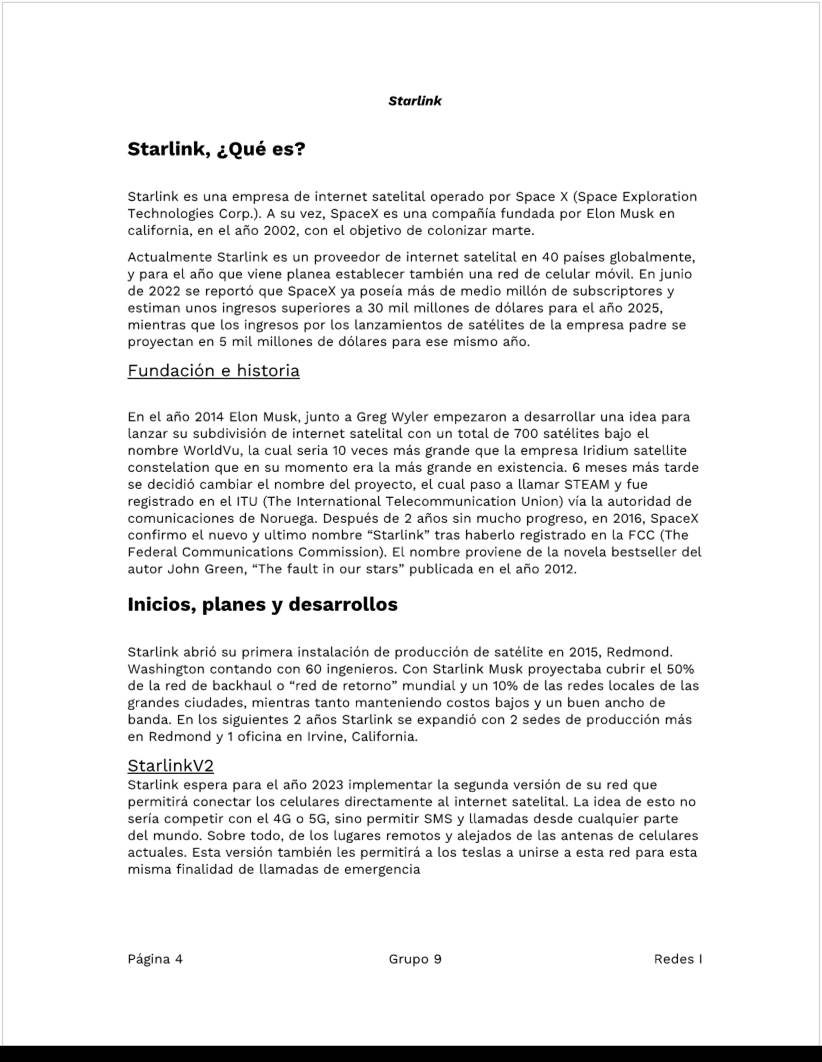 Starlink
Starlink, ¿Qué es?
Starlink es una empresa de internet satelital operado por Space X (Space Exploration
Technologies Corp.). A su vez, SpaceX es una compañía fundada por Elon Musk en
california, en el año 2002, con el objetivo de colonizar marte.
Actualmente Starlink es un proveedor de internet satelital en 40 países globalmente,
y para el año que viene planea establecer también una red de celular móvil. En junio
de 2022 se reportó que SpaceX ya poseía más de medio millón de subscriptores y
estiman unos ingresos superiores a 30 mil millones de dólares para el año 2025,
mientras que los ingresos por los lanzamientos de satélites de la empresa padre se
proyectan en 5 mil millones de dólares para ese mismo año.
Fundación e historia
En el año 2014 Elon Musk, junto a Greg Wyler empezaron a desarrollar una idea para
lanzar su subdivisión de internet satelital con un total de 700 satélites bajo el
nombre WorldVu, la cual seria 10 veces más grande que la empresa Iridium satellite
constelation que en su momento era la más grande en existencia. 6 meses más tarde
se decidió cambiar el nombre del proyecto, el cual paso a llamar STEAM y fue
registrado en el ITU (The International Telecommunication Union) vía la autoridad de
comunicaciones de Noruega. Después de 2 años sin mucho progreso, en 2016, SpaceX
confirmo el nuevo y ultimo nombre “Starlink” tras haberlo registrado en la FCC (The
Federal Communications Commission). El nombre proviene de la novela bestseller del
autor John Green, “The fault in our stars” publicada en el año 2012.
Inicios, planes y desarrollos
Starlink abrió su primera instalación de producción de satélite en 2015, Redmond.
Washington contando con 60 ingenieros. Con Starlink Musk proyectaba cubrir el 50%
de la red de backhaul o “red de retorno” mundial y un 10% de las redes locales de las
grandes ciudades, mientras tanto manteniendo costos bajos y un buen ancho de
banda. En los siguientes 2 años Starlink se expandió con 2 sedes de producción más
en Redmond y 1 oficina en Irvine, California.
StarlinkV2
Starlink espera para el año 2023 implementar la segunda versión de su red que
permitirá conectar los celulares directamente al internet satelital. La idea de esto no
sería competir con el 4G o 5G, sino permitir SMS y llamadas desde cualquier parte
del mundo. Sobre todo, de los lugares remotos y alejados de las antenas de celulares
actuales. Esta versión también les permitirá a los teslas a unirse a esta red para esta
misma finalidad de llamadas de emergencia
Página 4 Grupo 9 Redes I